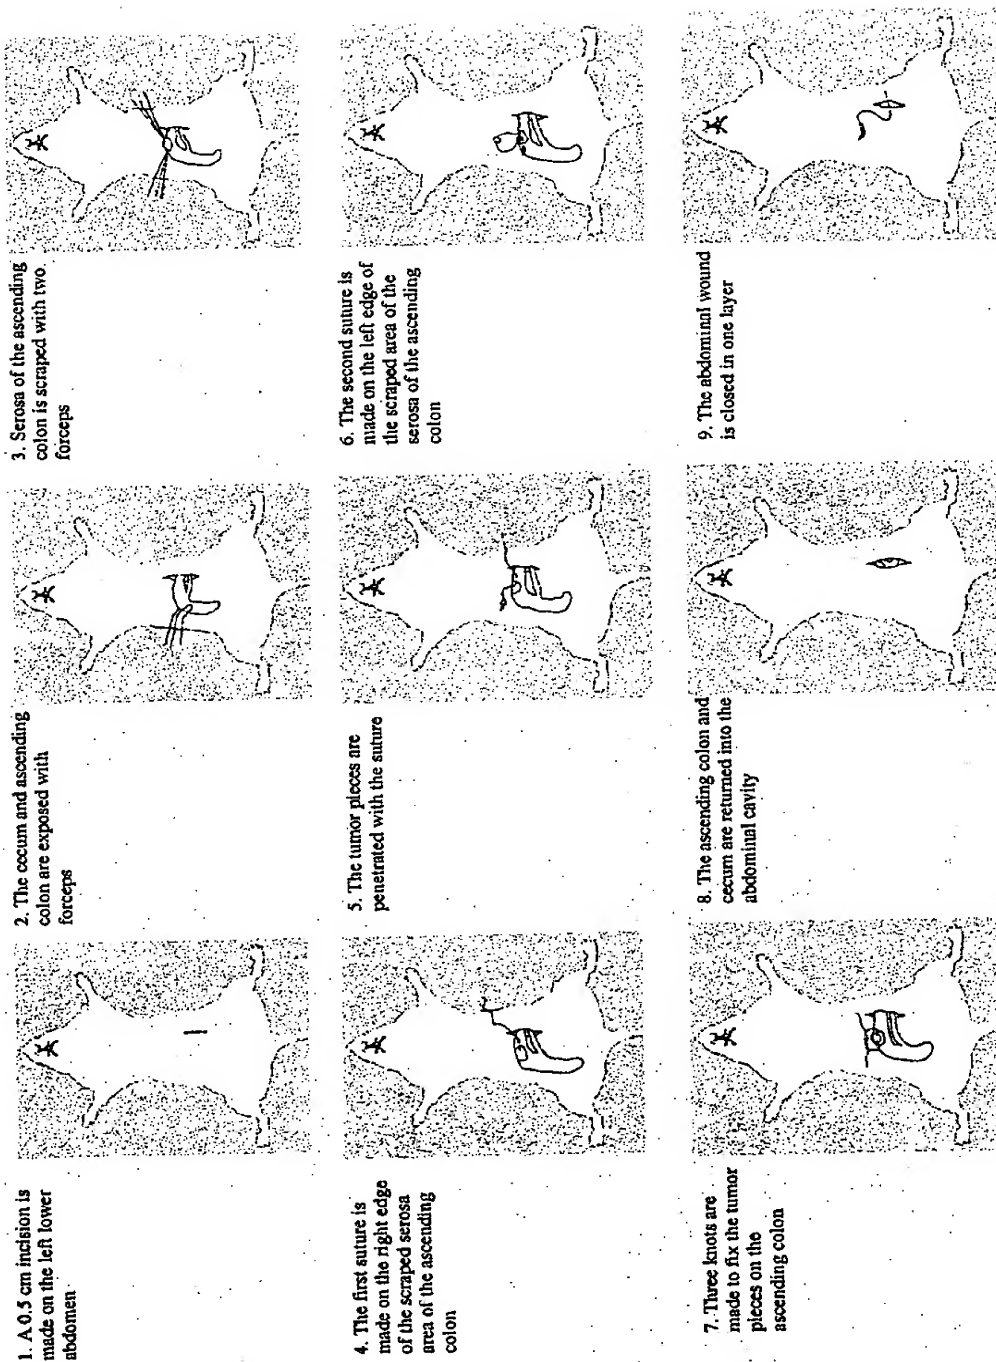 1. A 0.5 cm incision is
made on the left lower
abdomen
2. The cecum and ascending
colon are exposed with
forceps
3. Serosa of the ascending
colon is scraped with two
forceps
4. The first suture is
made on the right edge
of the scraped serosa
area of the ascending
colon
5. The tumor pieces are
penetrated with the suture
6. The second suture is
made on the left edge of
the scraped area of the
serosa of the ascending
colon
7. Three knots are
made to fix the tumor
pieces on the
ascending colon
8. The ascending colon and
cecum are returned into the
abdominal cavity
9. The abdominal wound
is closed in one layer